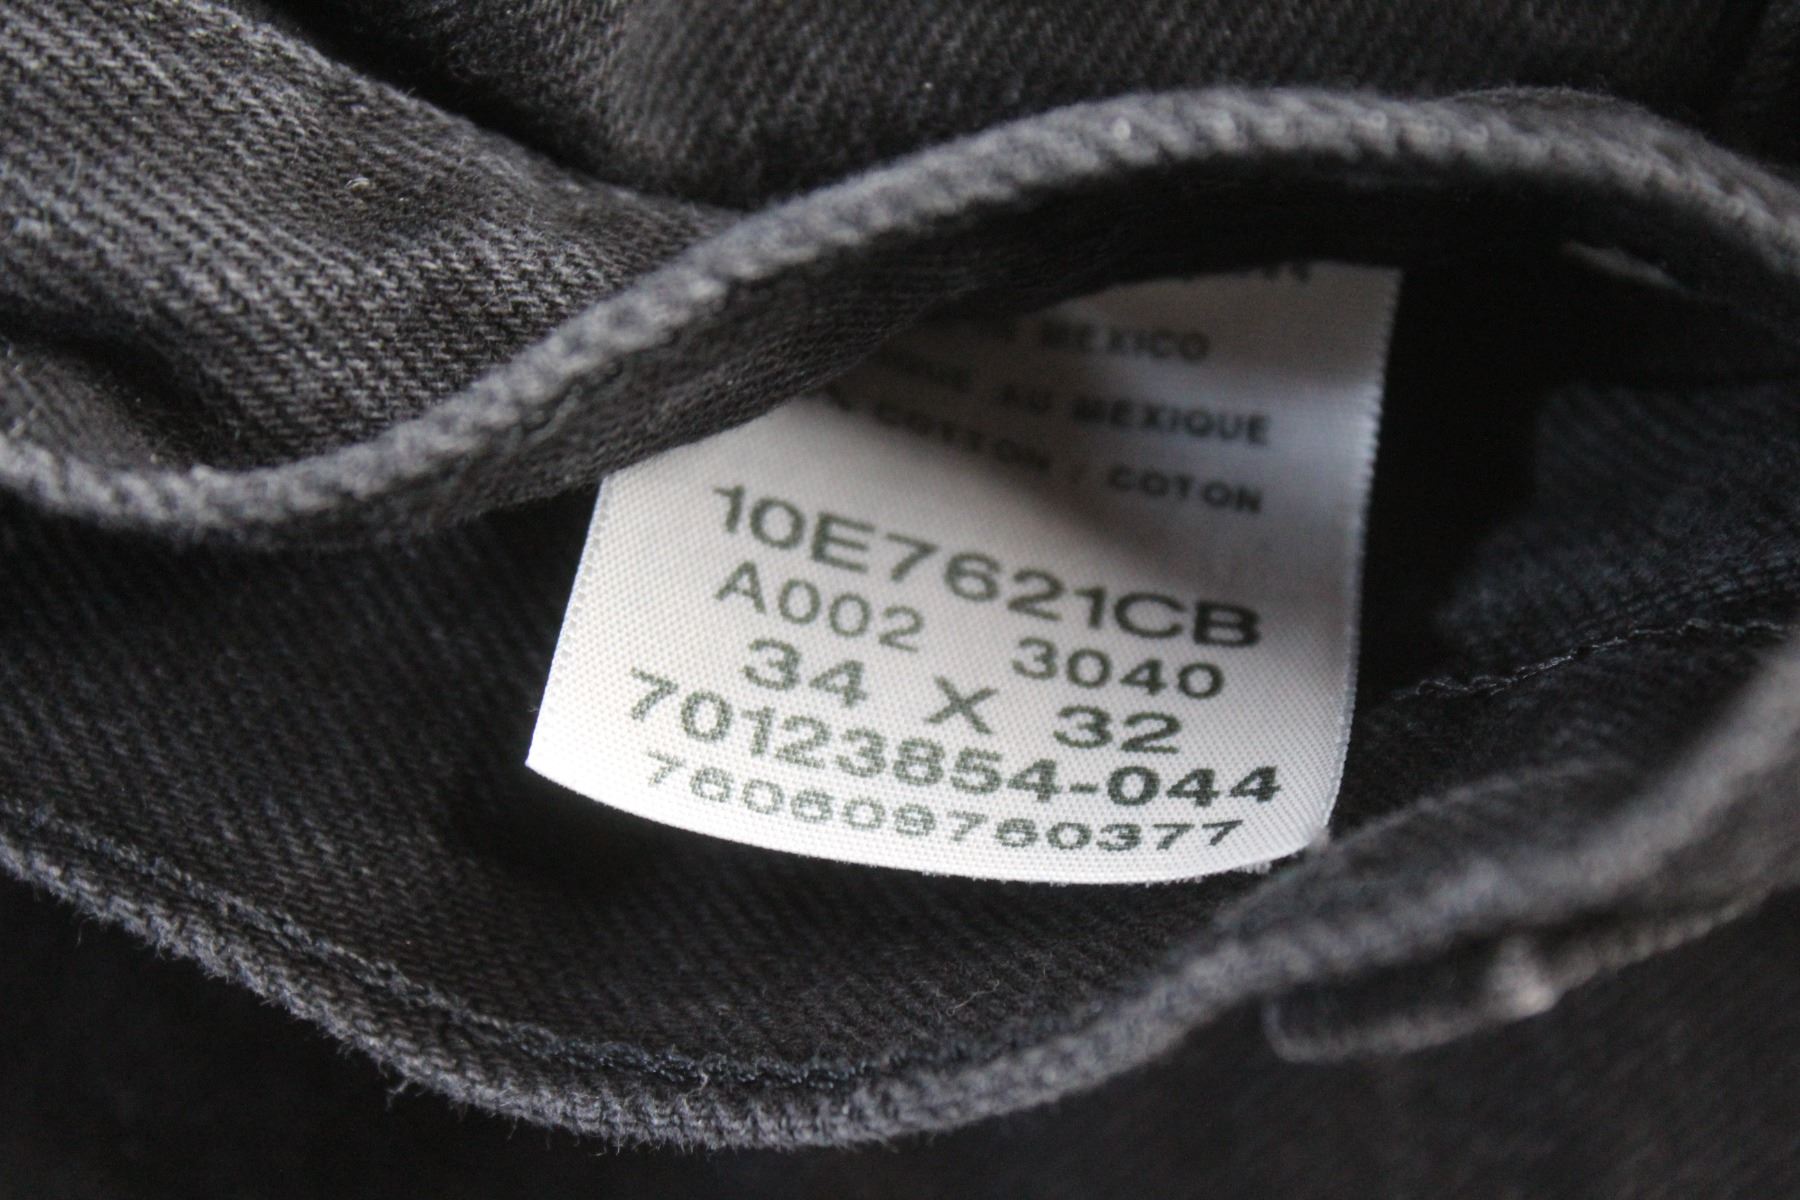 MEXICO
AU MEXIQUE
COTTON / COTON
10E7621CB
A002 3040
34 X 32
70123854-044
760609760377